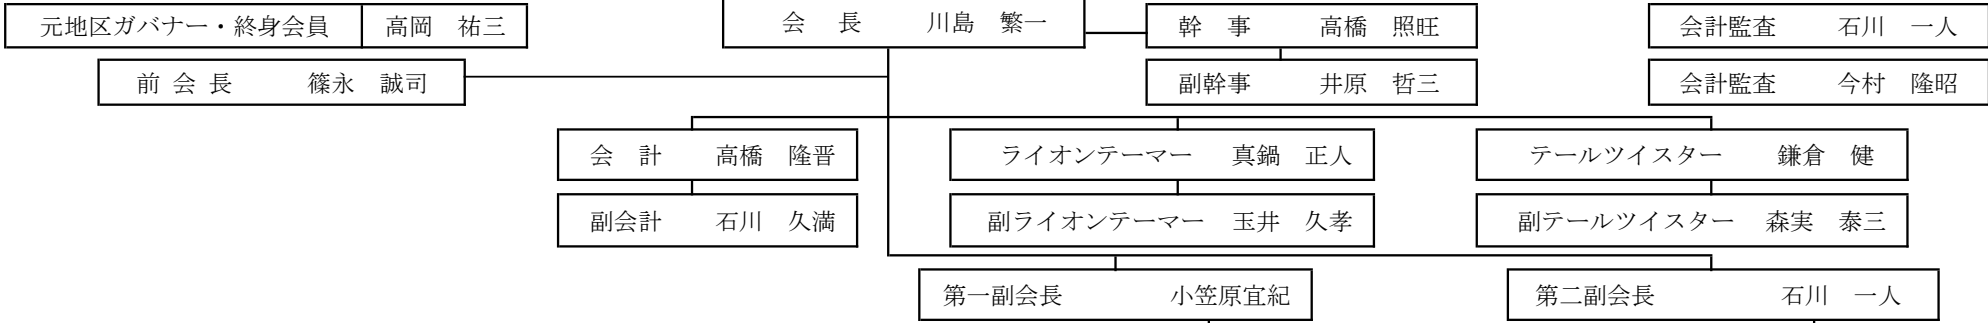 元地区ガバナー・終身会員　高岡　祐三
会　長　川島　繁一
幹　事　高橋　照旺
会計監査　石川　一人
前 会 長　篠永　誠司
副幹事　井原　哲三
会計監査　今村　隆昭
会　計　高橋　隆晋
ライオンテーマー　真鍋　正人
テールツイスター　鎌倉　健
副会計　石川　久満
副ライオンテーマー　玉井　久孝
副テールツイスター　森実　泰三
第一副会長　小笠原宜紀
第二副会長　石川　一人